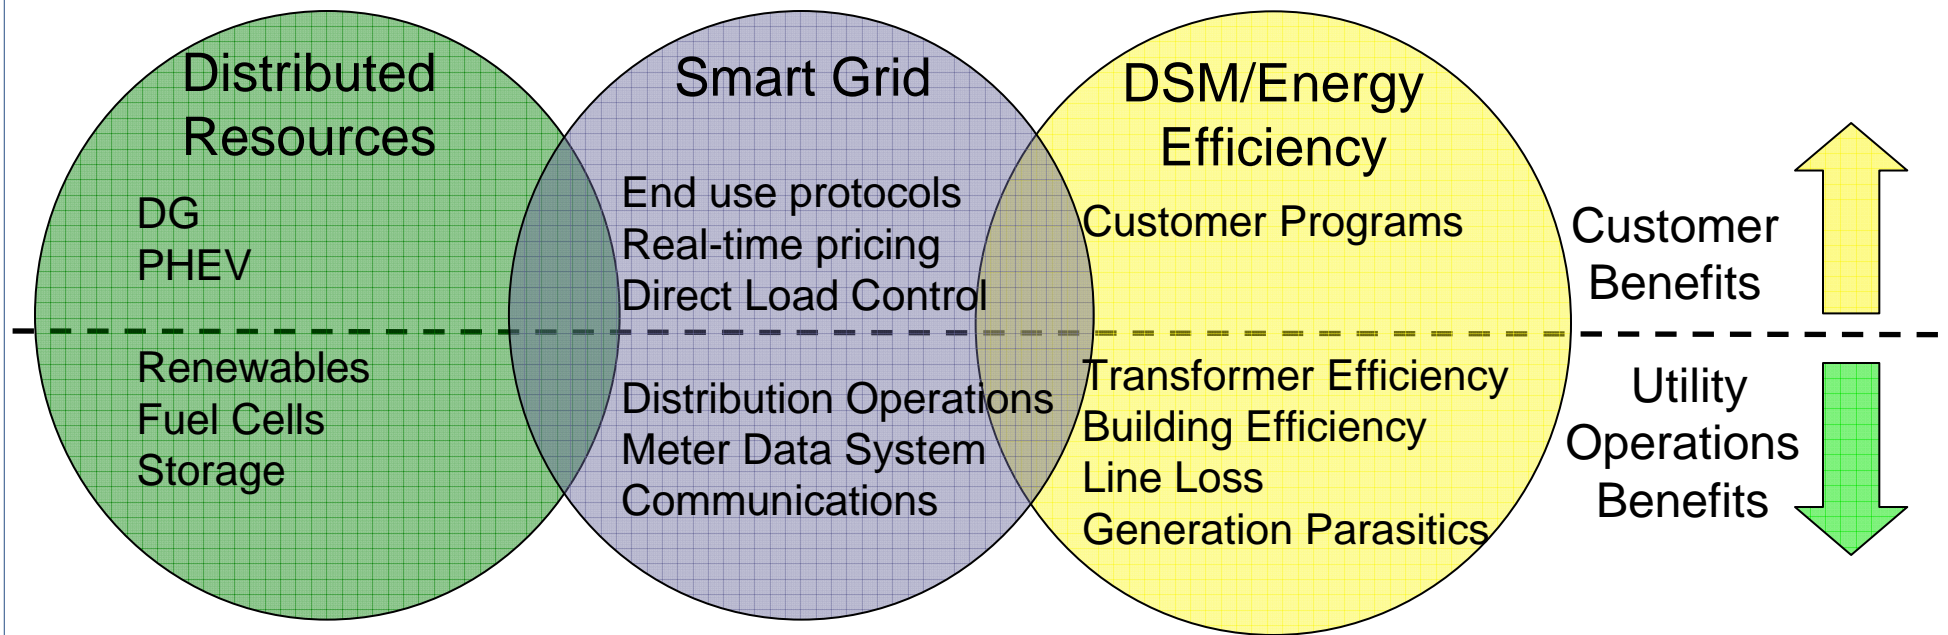 Distributed
Resources
DG
PHEV
Renewables
Fuel Cells
Storage
Smart Grid
End use protocols
Real-time pricing
Direct Load Control
Distribution Operations
Meter Data System
Communications
DSM/Energy
Efficiency
Customer Programs
Transformer Efficiency
Building Efficiency
Line Loss
Generation Parasitics
Customer
Benefits
Utility
Operations
Benefits